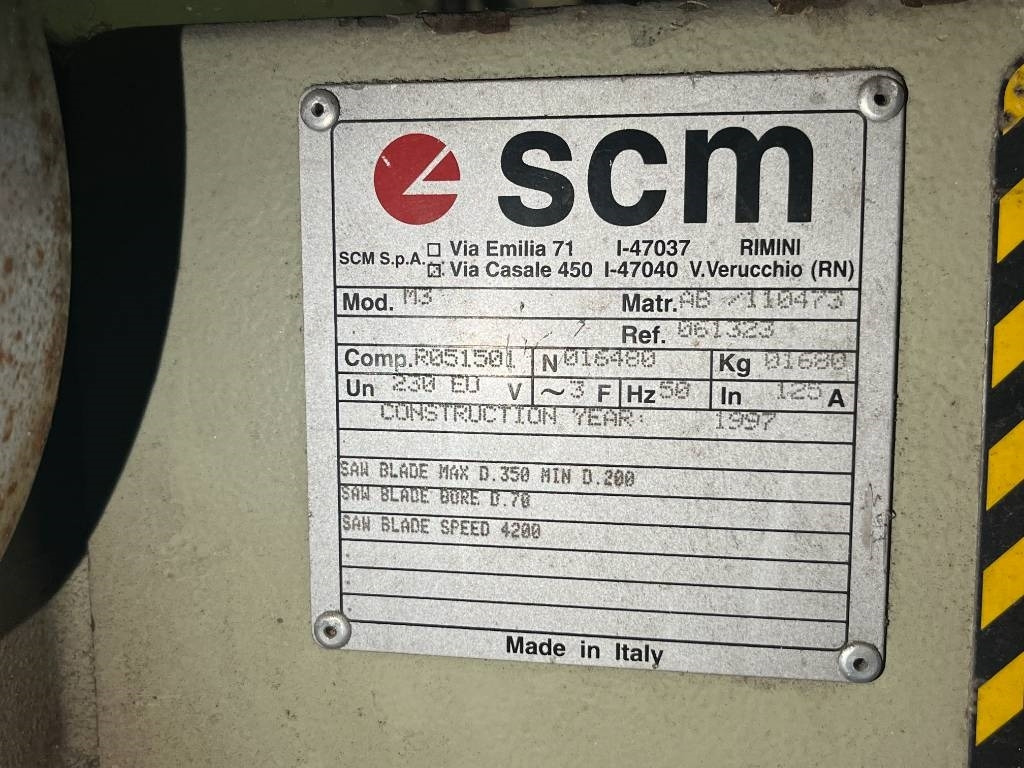 scm
SCM S.p.A. □ Via Emilia 71 I-47037 RIMINI
☒ Via Casale 450 I-47040 V.Verucchio (RN)
Mod. M3 Matr. AB /110473
Ref. 061323
Comp. R051501 N 016480 Kg 01680
Un 230 EU V ~3 F Hz 50 In 125 A
CONSTRUCTION YEAR: 1997
SAW BLADE MAX D.350 MIN D.200
SAW BLADE BORE D.70
SAW BLADE SPEED 4200
Made in Italy